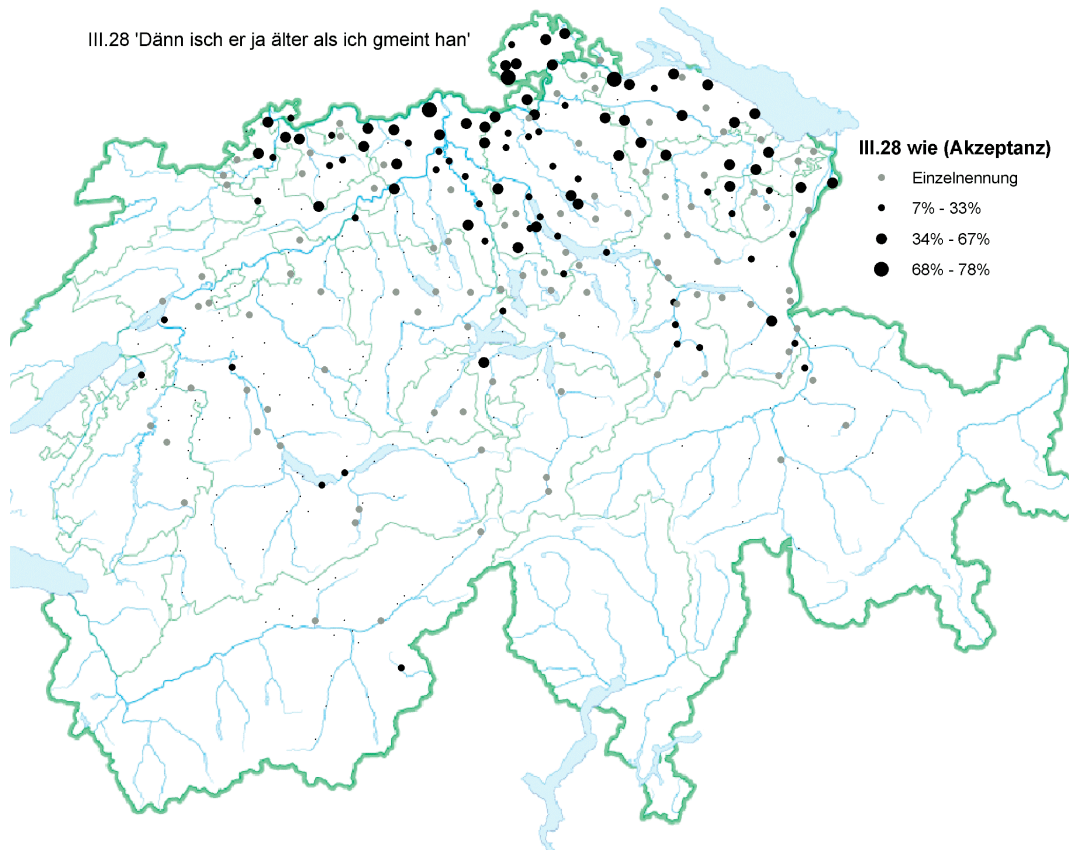 III.28 'Dänn isch er ja älter als ich gmeint han'
III.28 wie (Akzeptanz)
Einzelnennung
7% - 33%
34% - 67%
68% - 78%